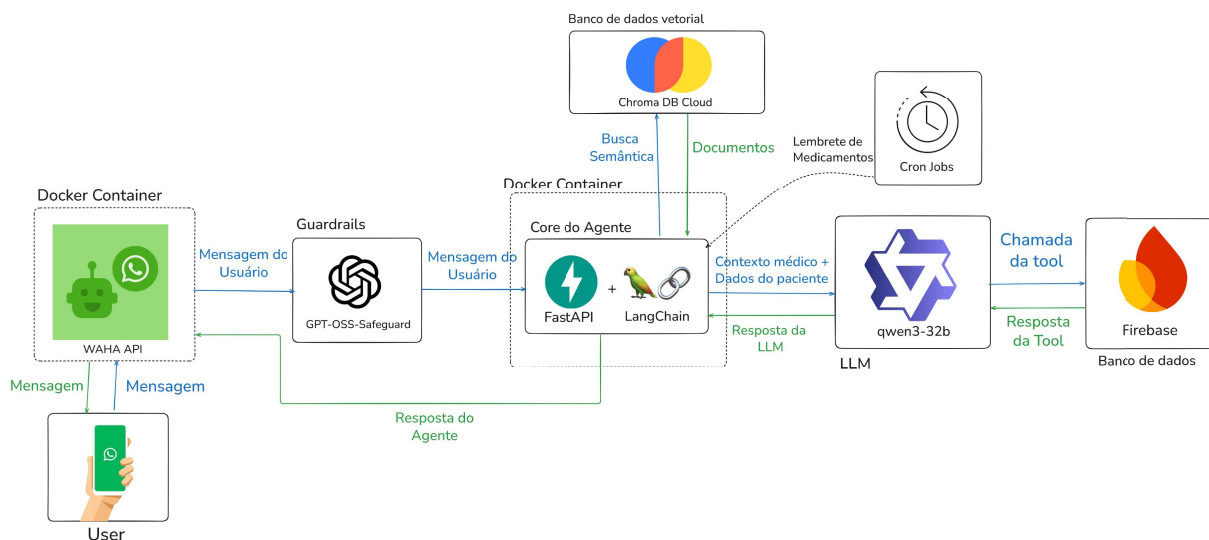 Banco de dados vetorial
Chroma DB Cloud
Busca
Semântica
Documentos
Lembrete de
Medicamentos
Cron Jobs
Docker Container
WAHA API
Mensagem do
Usuário
Guardrails
GPT-OSS-Safeguard
Mensagem do
Usuário
Docker Container
Core do Agente
FastAPI
+
LangChain
Contexto médico +
Dados do paciente
Resposta da
LLM
qwen3-32b
LLM
Chamada
da tool
Resposta
da Tool
Firebase
Banco de dados
Mensagem
Mensagem
Resposta do
Agente
User